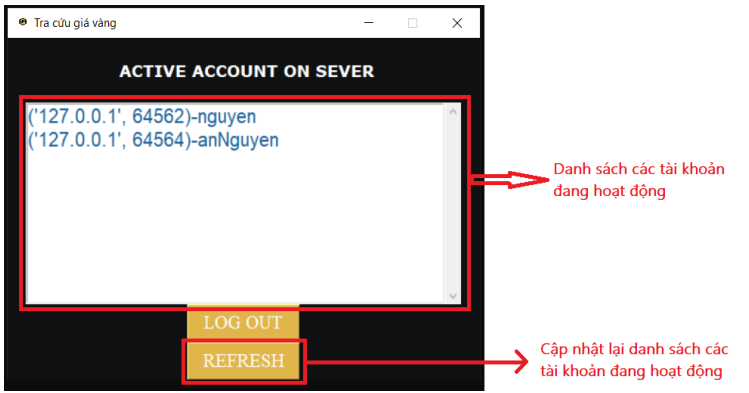 Tra cứu giá vàng
ACTIVE ACCOUNT ON SEVER
('127.0.0.1', 64562)-nguyen
('127.0.0.1', 64564)-anNguyen
Danh sách các tài khoản
đang hoạt động
LOG OUT
REFRESH
Cập nhật lại danh sách các
tài khoản đang hoạt động